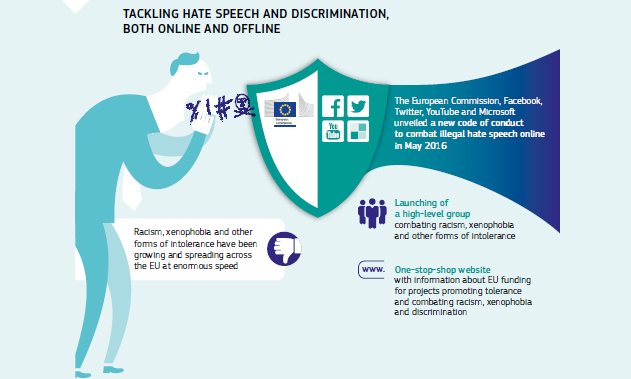 TACKLING HATE SPEECH AND DISCRIMINATION,
BOTH ONLINE AND OFFLINE
%!#
European
Commission
You
Tube
The European Commission, Facebook,
Twitter, YouTube and Microsoft
unveiled a new code of conduct
to combat illegal hate speech online
in May 2016
Launching of
a high-level group
combating racism, xenophobia
and other forms of intolerance
Racism, xenophobia and other
forms of intolerance have been
growing and spreading across
the EU at enormous speed
www.
One-stop-shop website
with information about EU funding
for projects promoting tolerance
and combating racism, xenophobia
and discrimination